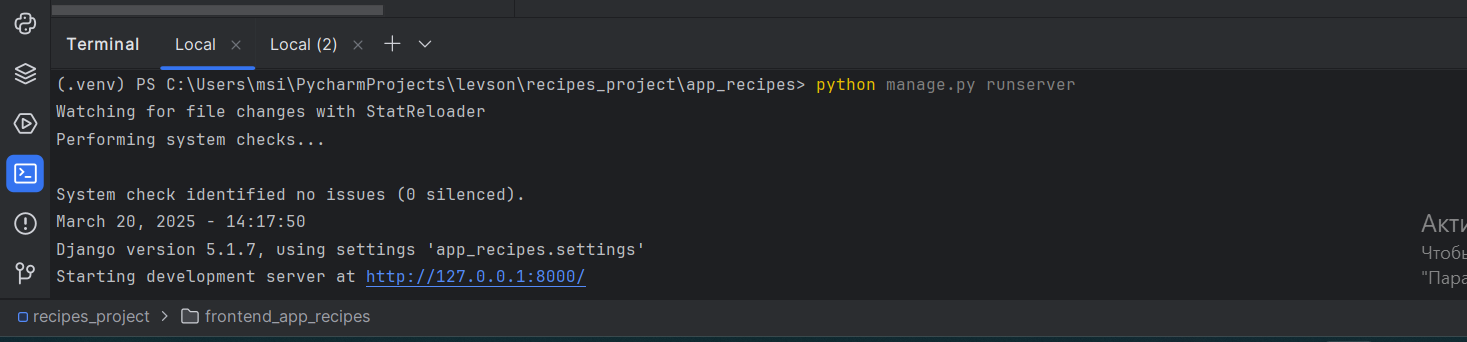 Terminal Local Local (2)
(.venv) PS C:\Users\msi\PycharmProjects\levson\recipes_project\app_recipes> python manage.py runserver
Watching for file changes with StatReloader
Performing system checks...
System check identified no issues (0 silenced).
March 20, 2025 - 14:17:50
Django version 5.1.7, using settings 'app_recipes.settings'
Starting development server at http://127.0.0.1:8000/
Акти
Чтобы
"Пара
recipes_project > frontend_app_recipes